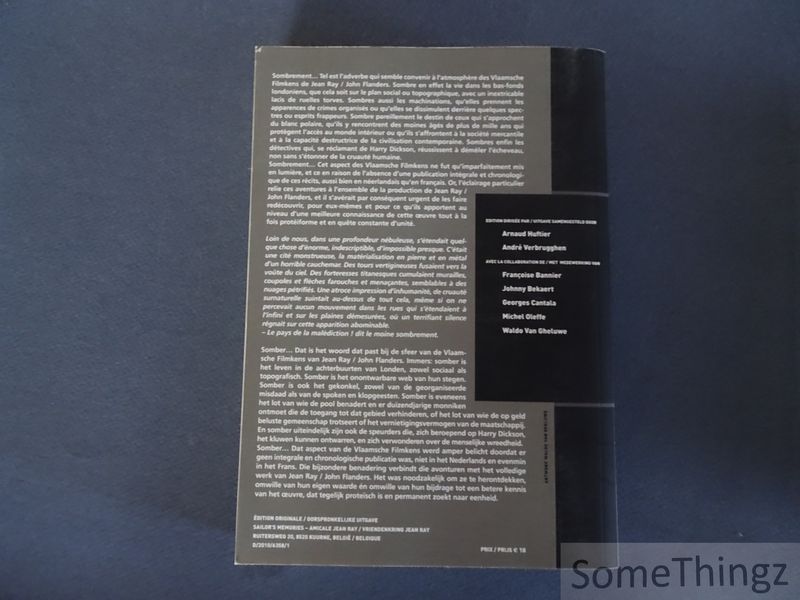 Sombrement... Tel est l'adverbe qui semble convenir à l'atmosphère des Vlaamsche
Filmkens de Jean Ray / John Flanders. Sombre en effet la vie dans les bas-fonds
londoniens, que cela soit sur le plan social ou topographique, avec un inextricable
lacis de ruelles torves. Sombres aussi les machinations, qu'elles prennent les
apparences de crimes organisés ou qu'elles se dissimulent derrière quelques spec-
tres ou esprits frappeurs. Sombre pareillement le destin de ceux qui s'approchent
du blanc polaire, qu'ils y rencontrent des moines âgés de plus de mille ans qui
protègent l'accès au monde intérieur ou qu'ils s'affrontent à la société mercantile
et à la capacité destructrice de la civilisation contemporaine. Sombres enfin les
détectives qui, se réclamant de Harry Dickson, réussissent à démêler l'écheveau,
non sans s'étonner de la cruauté humaine.
Sombrement... Cet aspect des Vlaamsche Filmkens ne fut qu'imparfaitement mis
en lumière, et ce en raison de l'absence d'une publication intégrale et chronologi-
que de ces récits, aussi bien en néerlandais qu'en français. Or, l'éclairage particulier
relie ces aventures à l'ensemble de la production de Jean Ray /
John Flanders, et il s'avérait par conséquent urgent de les faire
redécouvrir, pour eux-mêmes et pour ce qu'ils apportent au
niveau d'une meilleure connaissance de cette œuvre tout à la
fois protéiforme et en quête constante d'unité.
Loin de nous, dans une profondeur nébuleuse, s'étendait quel-
que chose d'énorme, indescriptible, d'impossible presque. C'était
une cité monstrueuse, la matérialisation en pierre et en métal
d'un horrible cauchemar. Des tours vertigineuses fusaient vers la
voûte du ciel. Des forteresses titanesques cumulaient murailles,
coupoles et flèches farouches et menaçantes, semblables à des
nuages pétrifiés. Une atroce impression d'inhumanité, de cruauté
surnaturelle suintait au-dessus de tout cela, même si on ne
percevait aucun mouvement dans les rues qui s'étendaient à
l'infini et sur les plaines démesurées, où un terrifiant silence
régnait sur cette apparition abominable.
– Le pays de la malédiction ! dit le moine sombrement.
Somber... Dat is het woord dat past bij de sfeer van de Vlaam-
sche Filmkens van Jean Ray / John Flanders. Immers: somber is
het leven in de achterbuurten van Londen, zowel sociaal als
topografisch. Somber is het onontwarbare web van hun stegen.
Somber is ook het gekonkel, zowel van de georganiseerde
misdaad als van de spoken en klopgeesten. Somber is eveneens
het lot van wie de pool benadert en er duizendjarige monniken
ontmoet die de toegang tot dat gebied verhinderen, of het lot van wie de op geld
beluste gemeenschap trotseert of het vernietigingsvermogen van de maatschappij.
En somber uiteindelijk zijn ook de speurders die, zich beroepend op Harry Dickson,
het kluwen kunnen ontwarren, en zich verwonderen over de menselijke wreedheid.
Somber... Dat aspect van de Vlaamsche Filmkens werd amper belicht doordat er
geen integrale en chronologische publicatie was, niet in het Nederlands en evenmin
in het Frans. Die bijzondere benadering verbindt die avonturen met het volledige
werk van Jean Ray / John Flanders. Het was noodzakelijk om ze te herontdekken,
omwille van hun eigen waarde én omwille van hun bijdrage tot een betere kennis
van het œuvre, dat tegelijk proteïsch is en permanent zoekt naar eenheid.
ÉDITION ORIGINALE / OORSPRONKELIJKE UITGAVE
SAILOR'S MEMORIES – AMICALE JEAN RAY / VRIENDENKRING JEAN RAY
RUITERSWEG 20, 8520 KUURNE, BELGIË / BELGIQUE
D/2010/6358/1
PRIX / PRIJS € 18
EDITION DIRIGÉE PAR / UITGAVE SAMENGESTELD DOOR
Arnaud Huftier
André Verbrugghen
AVEC LA COLLABORATION DE / MET MEDEWERKING VAN
Françoise Bannier
Johnny Bekaert
Georges Cantala
Michel Oleffe
Waldo Van Gheluwe
SomeThingz